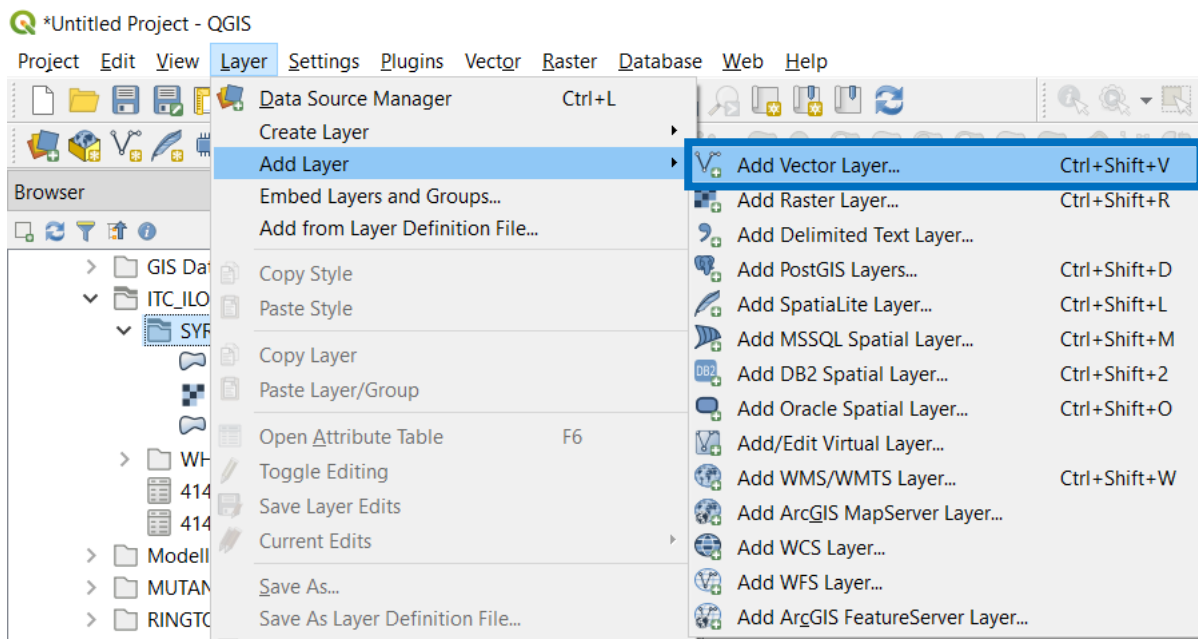 *Untitled Project - QGIS
Project Edit View Layer Settings Plugins Vector Raster Database Web Help
Data Source Manager Ctrl+L
Create Layer
Add Layer
Embed Layers and Groups...
Add from Layer Definition File...
Copy Style
Paste Style
Copy Layer
Paste Layer/Group
Open Attribute Table F6
Toggle Editing
Save Layer Edits
Current Edits
Save As...
Save As Layer Definition File...
Add Vector Layer... Ctrl+Shift+V
Add Raster Layer... Ctrl+Shift+R
Add Delimited Text Layer...
Add PostGIS Layers... Ctrl+Shift+D
Add SpatiaLite Layer... Ctrl+Shift+L
Add MSSQL Spatial Layer... Ctrl+Shift+M
DB2 Add DB2 Spatial Layer... Ctrl+Shift+2
Add Oracle Spatial Layer... Ctrl+Shift+O
Add/Edit Virtual Layer...
Add WMS/WMTS Layer... Ctrl+Shift+W
Add ArcGIS MapServer Layer...
Add WCS Layer...
Add WFS Layer...
Add ArcGIS FeatureServer Layer...
Browser
GIS Dat
ITC_ILO
SYR
WH
414
414
Modell
MUTAN
RINGTO